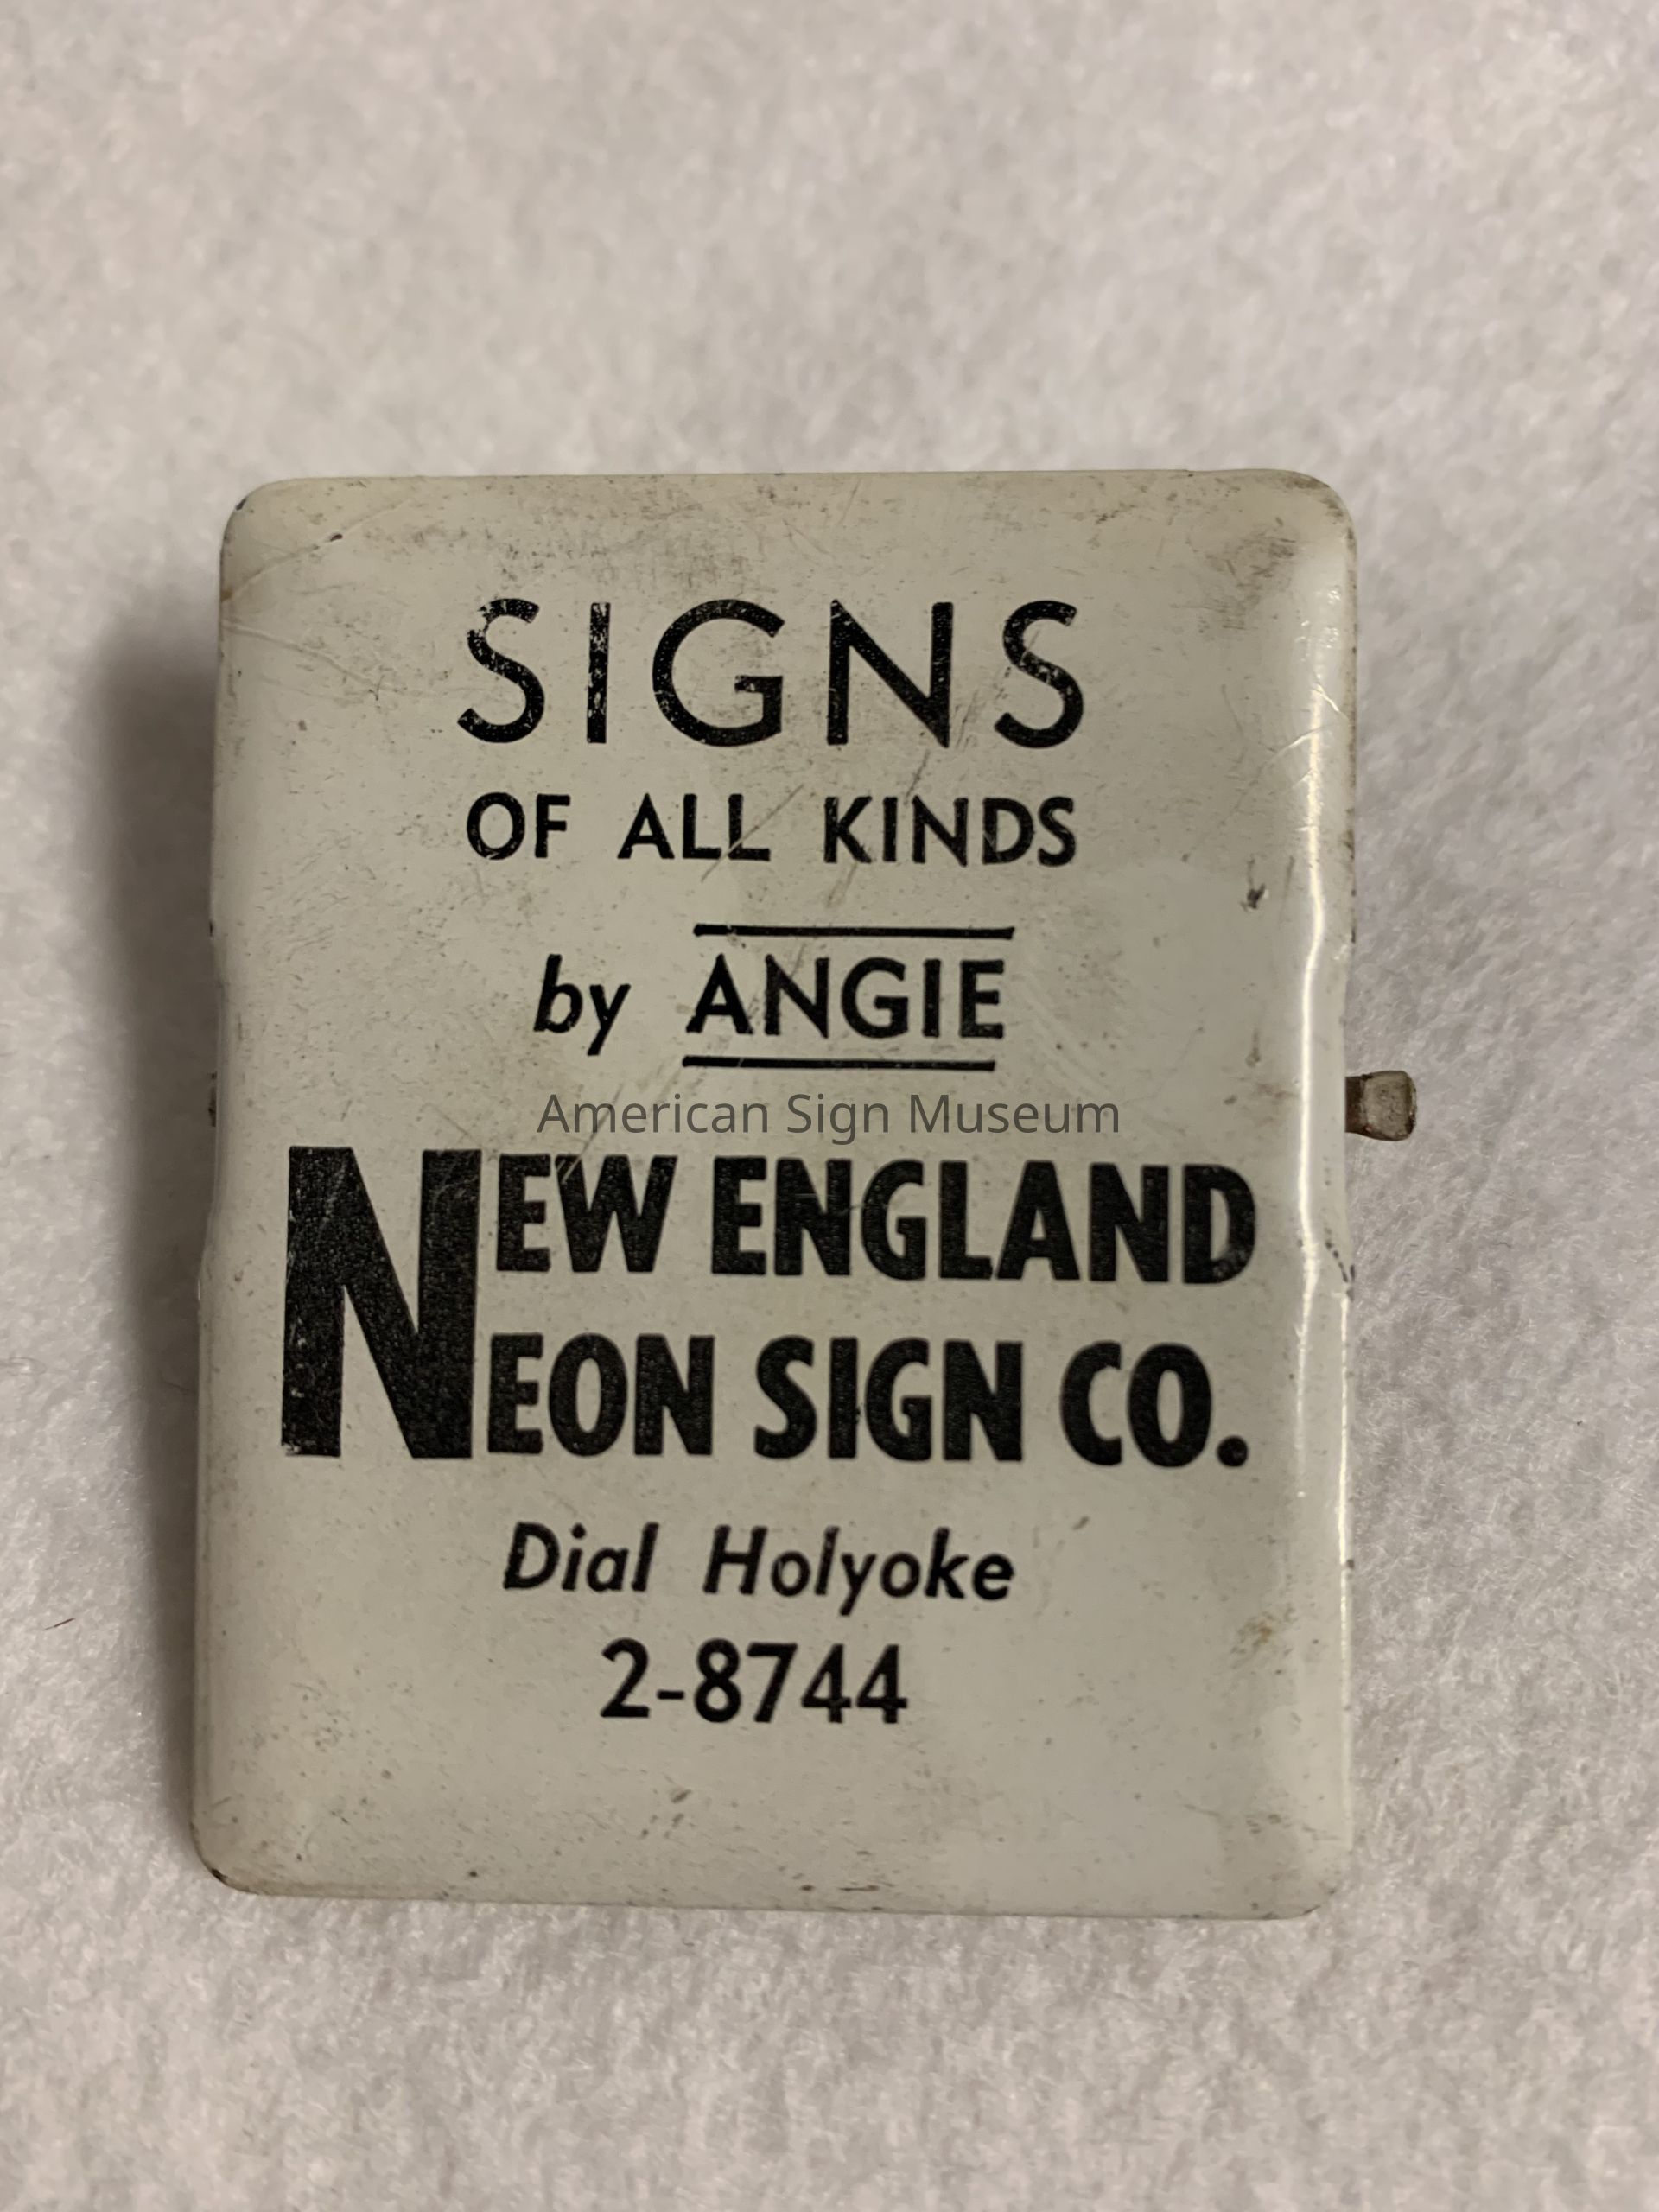 SIGNS
OF ALL KINDS
by ANGIE
American Sign Museum
NEW ENGLAND
NEON SIGN CO.
Dial Holyoke
2-8744